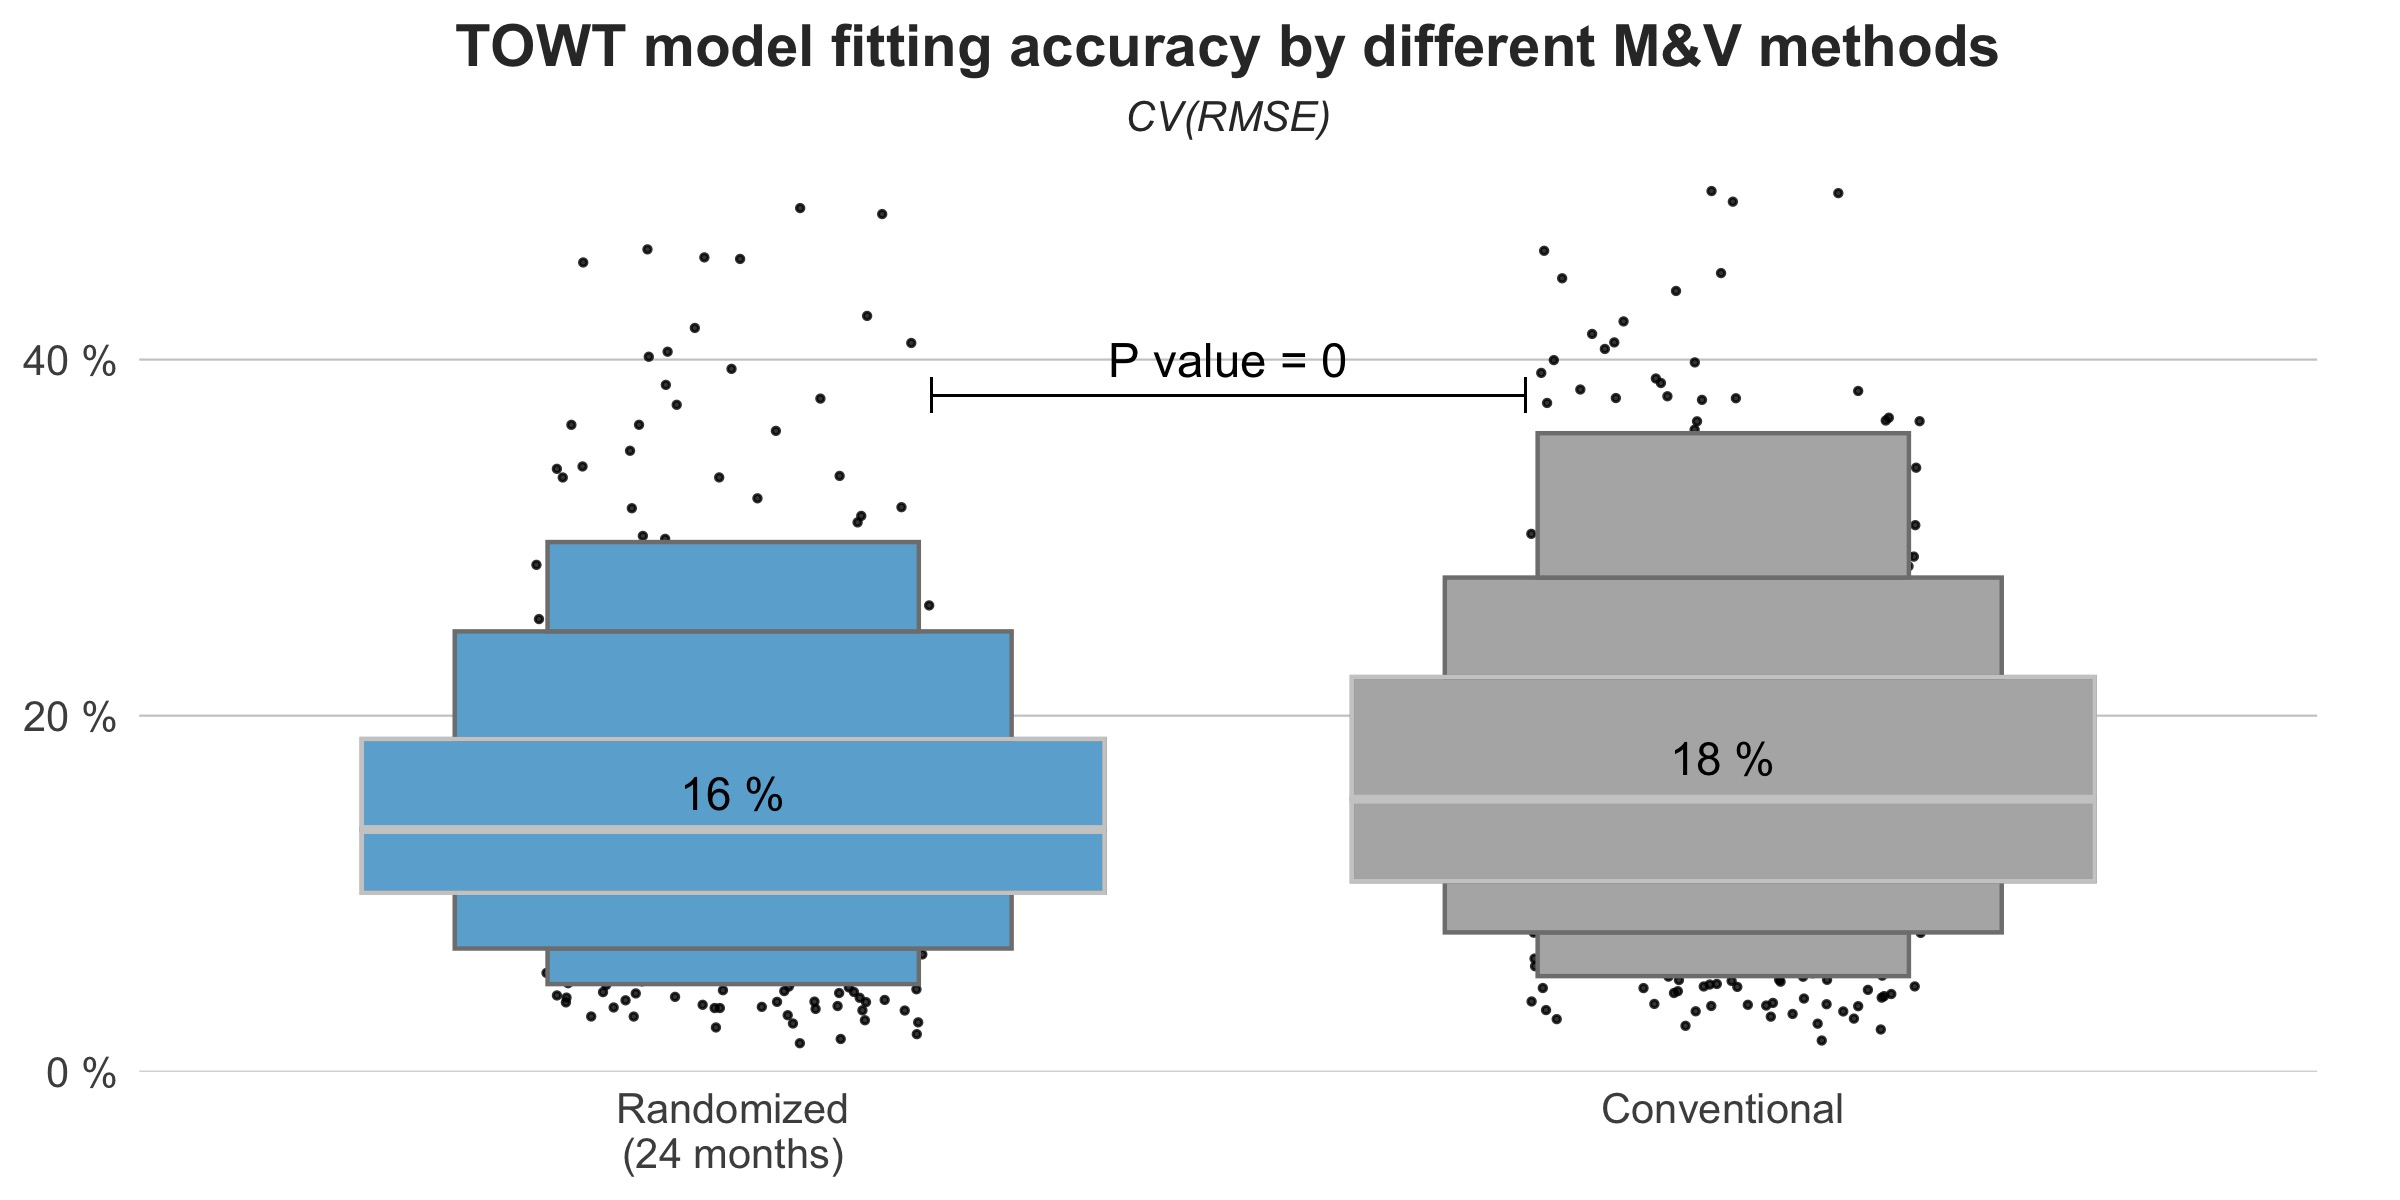 TOWT model fitting accuracy by different M&V methods
CV(RMSE)
40 %
P value = 0
20 %
16 %
18 %
0 %
Randomized
(24 months)
Conventional